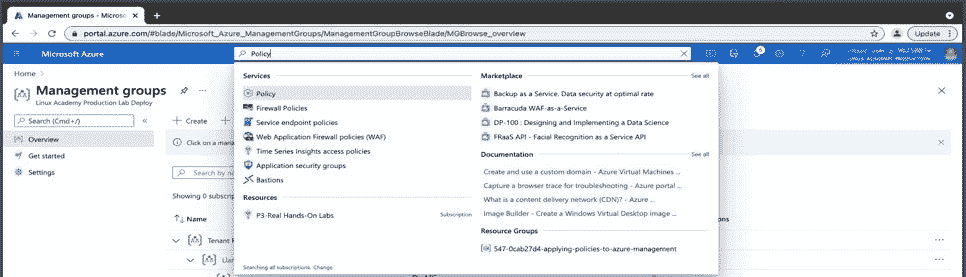 Management groups - Microso
portal.azure.com/#blade/Microsoft_Azure_ManagementGroups/ManagementGroupBrowseBlade/MGBrowse_overview
Update
Microsoft Azure
Policy
6
Home
Management groups
Linux Academy Production Lab Deploy
Search (Cmd+/)
Overview
Get started
Settings
Create
Click on a mana
Search by na
Showing 0 subscrip
Name
Tenant R
Services
Policy
Firewall Policies
Service endpoint policies
Web Application Firewall policies (WAF)
Time Series Insights access policies
Application security groups
Bastions
Resources
P3-Real Hands-On Labs
Subscription
Searching all subscriptions Change
Marketplace
See all
Backup as a Service. Data security at optimal rate
Barracuda WAF-as-a-Service
DP-100 : Designing and Implementing a Data Science
FRaaS API - Facial Recognition as a Service API
Documentation
See all
Create and use a custom domain - Azure Virtual Machines ...
Capture a browser trace for troubleshooting - Azure portal ...
What is a content delivery network (CDN)? - Azure ...
Image Builder - Create a Windows Virtual Desktop image ...
Resource Groups
547-0cab27d4-applying-policies-to-azure-management